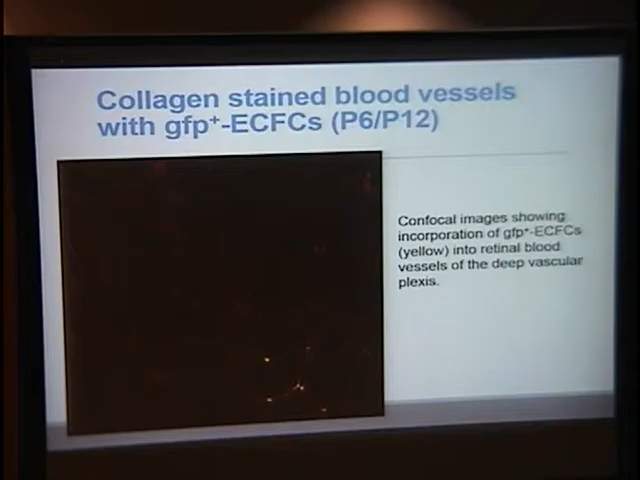 Collagen stained blood vessels
with gfp⁺-ECFCs (P6/P12)
Confocal images showing
incorporation of gfp⁺-ECFCs
(yellow) into retinal blood
vessels of the deep vascular
plexis.